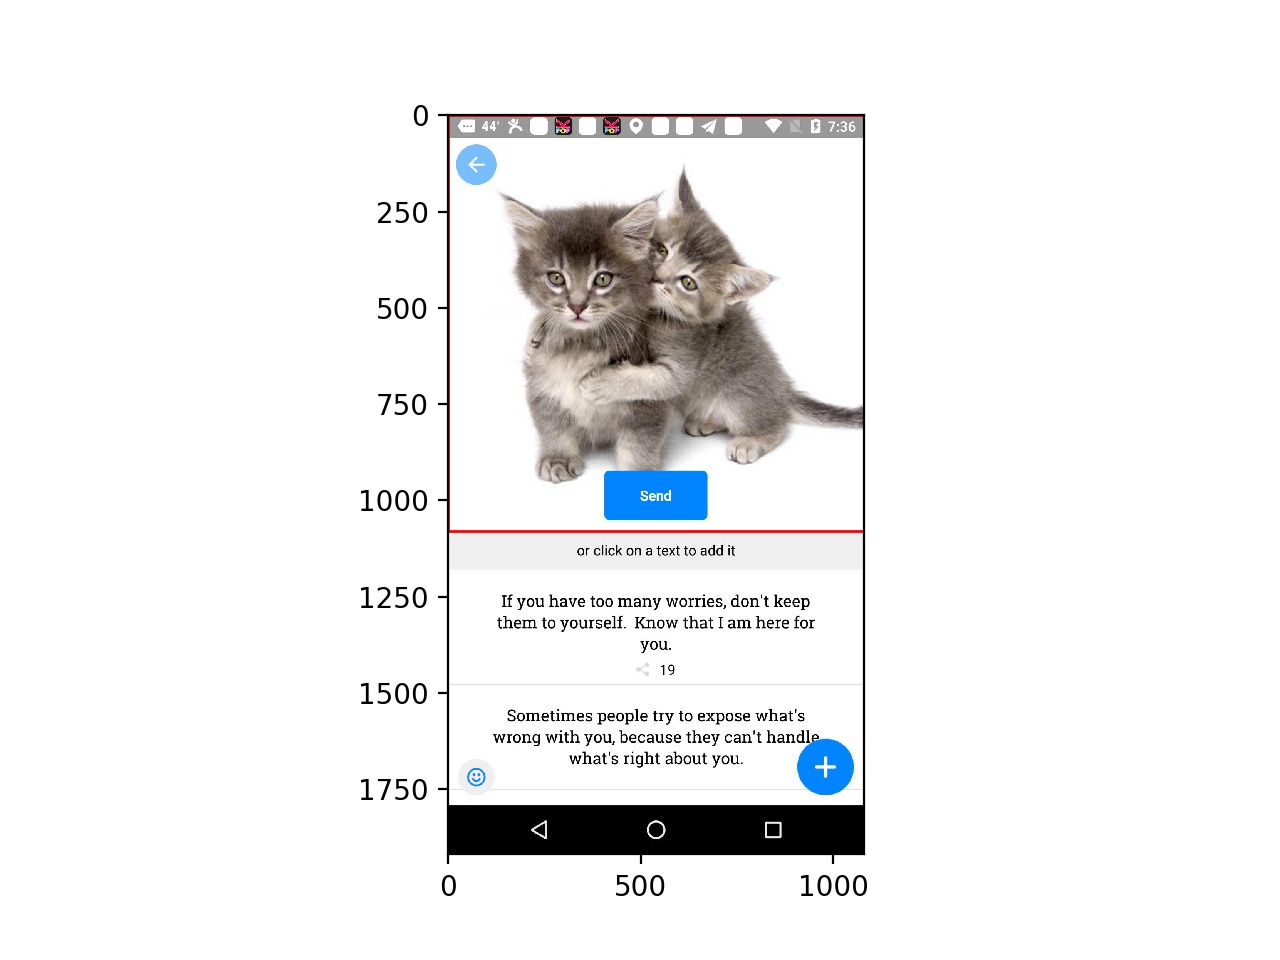 0
250
500
750
1000
1250
1500
1750
44°
POP
POP
7:36
Send
or click on a text to add it
If you have too many worries, don't keep
them to yourself. Know that I am here for
you.
19
Sometimes people try to expose what's
wrong with you, because they can't handle
what's right about you.
0
500
1000